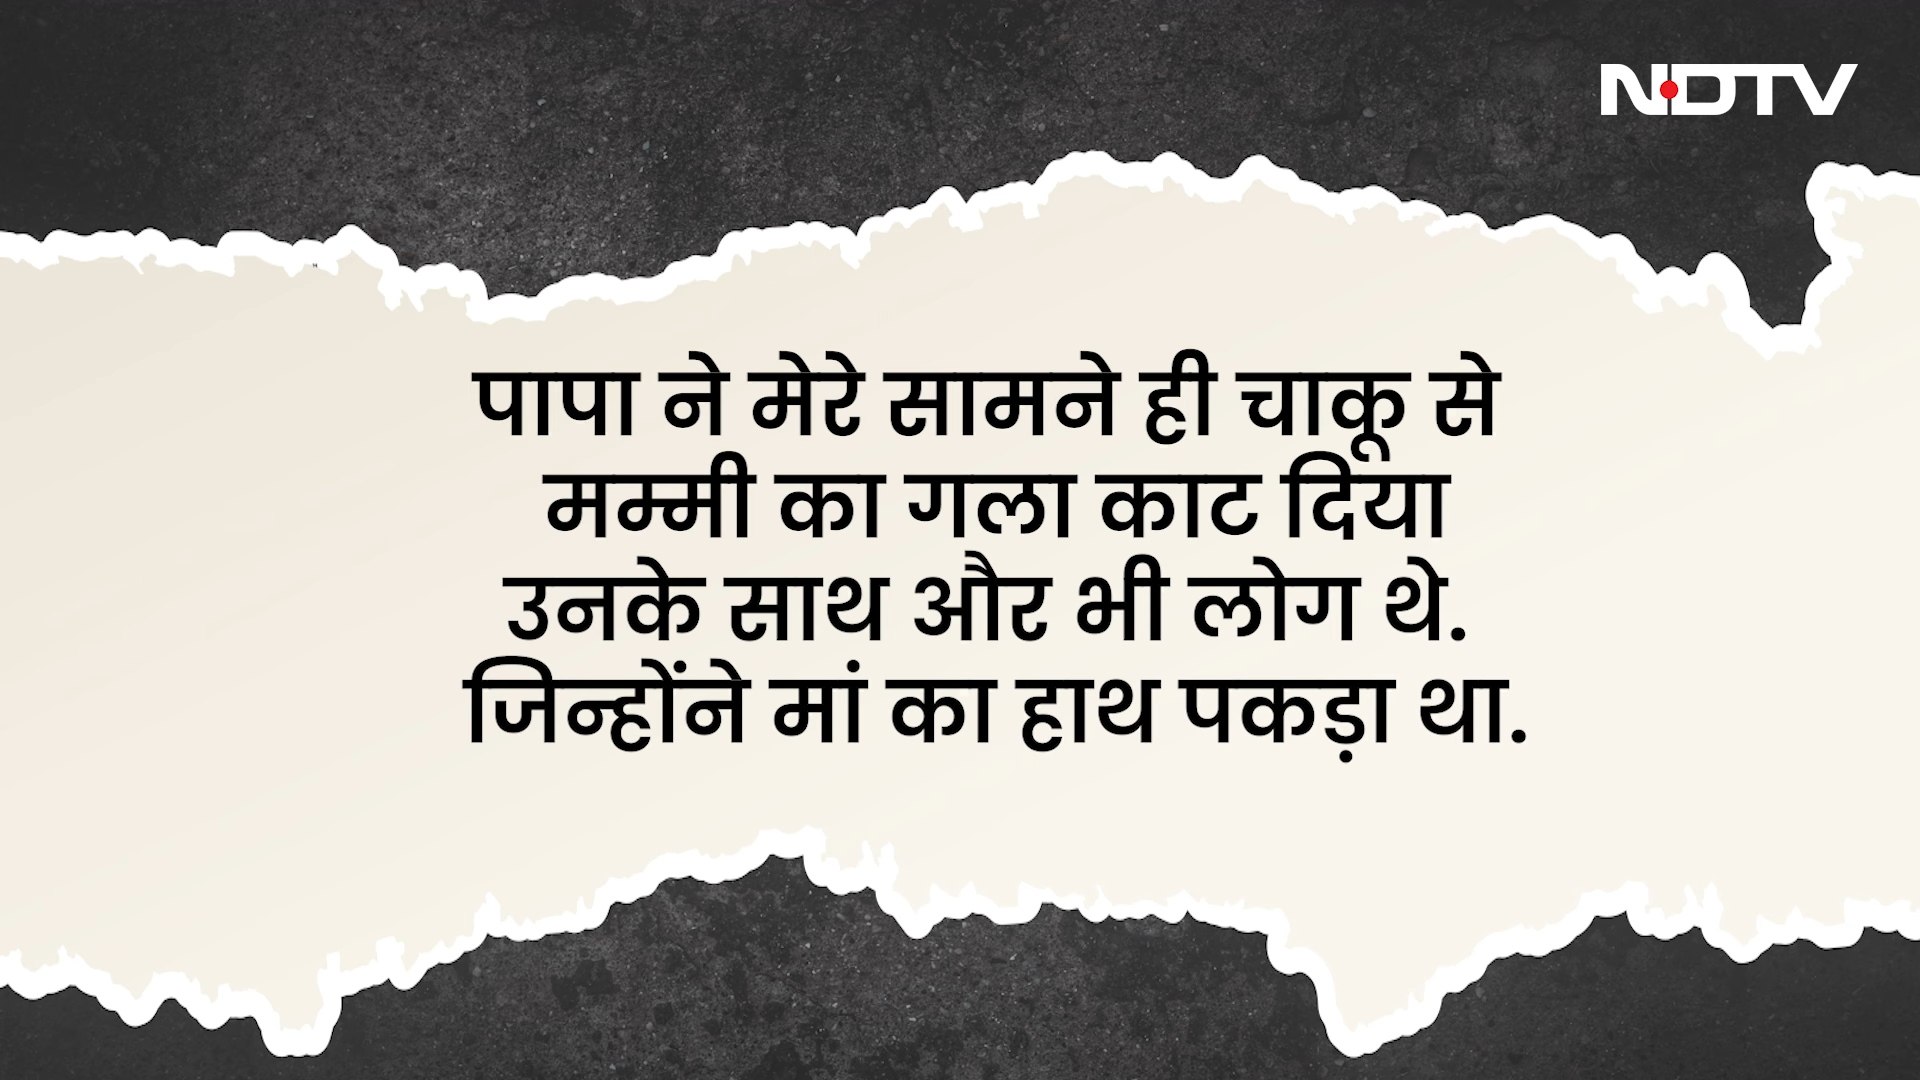 NDTV
पापा ने मेरे सामने ही चाकू से
मम्मी का गला काट दिया
उनके साथ और भी लोग थे.
जिन्होंने मां का हाथ पकड़ा था.